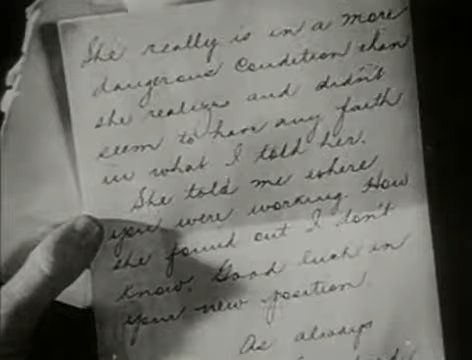 She really is in a more
dangerous condition than
she realizes and didn't
seem to have any faith
in what I told her.
She told me where
you were working. How
she found out I don't
know. Good luck in
your new position.
As always